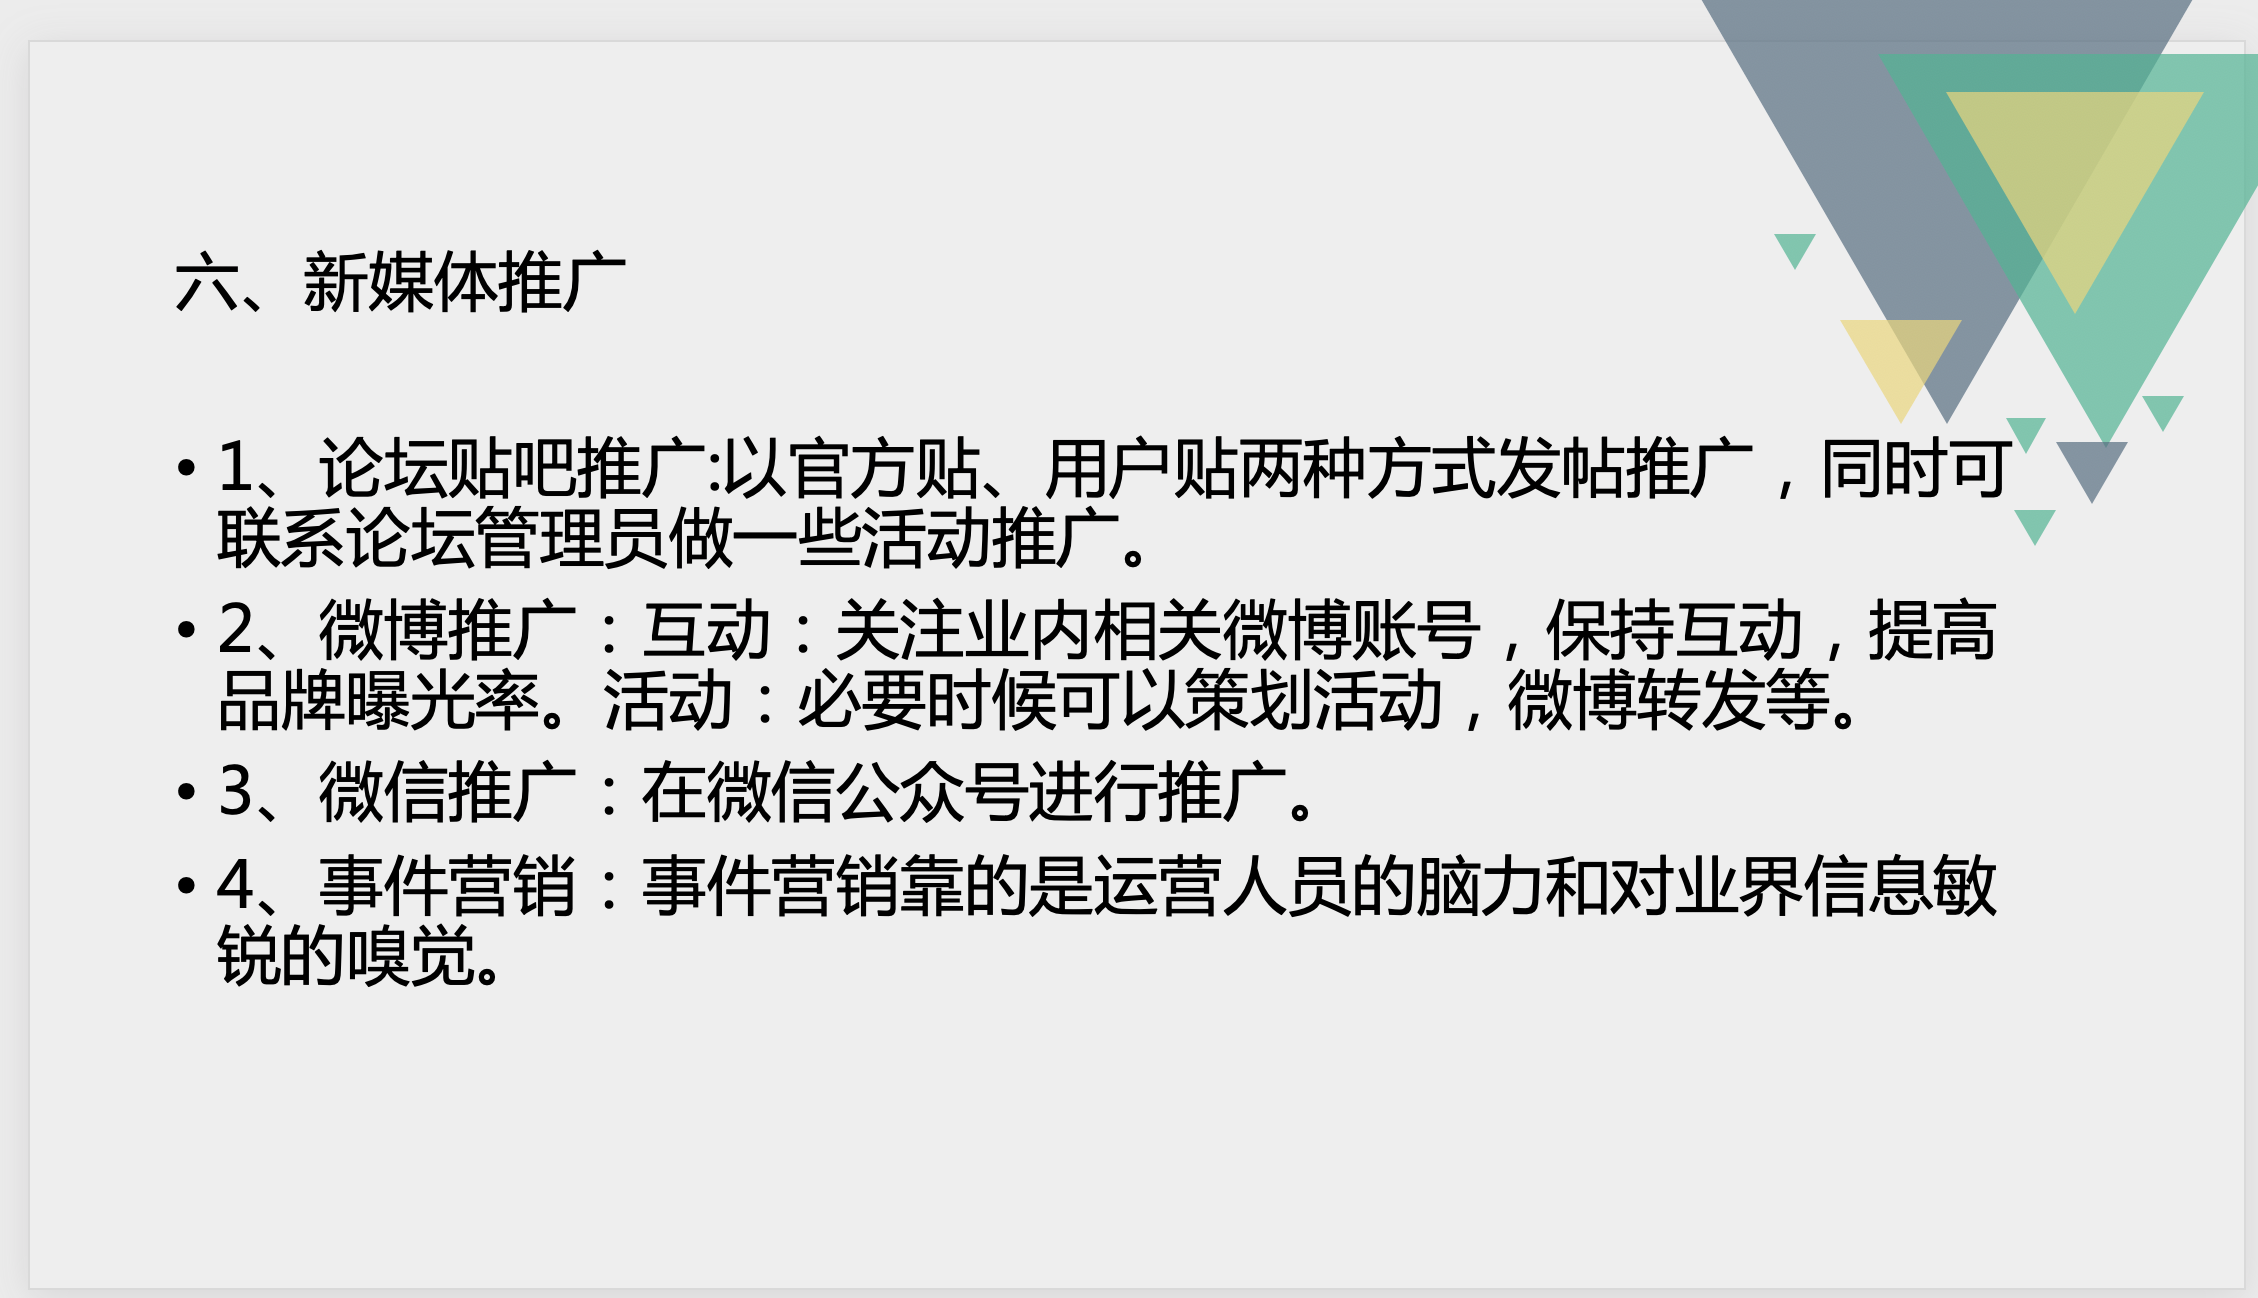 六、新媒体推广
• 1、论坛贴吧推广:以官方贴、用户贴两种方式发帖推广，同时可
联系论坛管理员做一些活动推广。
• 2、微博推广：互动：关注业内相关微博账号，保持互动，提高
品牌曝光率。活动：必要时候可以策划活动，微博转发等。
• 3、微信推广：在微信公众号进行推广。
• 4、事件营销：事件营销靠的是运营人员的脑力和对业界信息敏
锐的嗅觉。